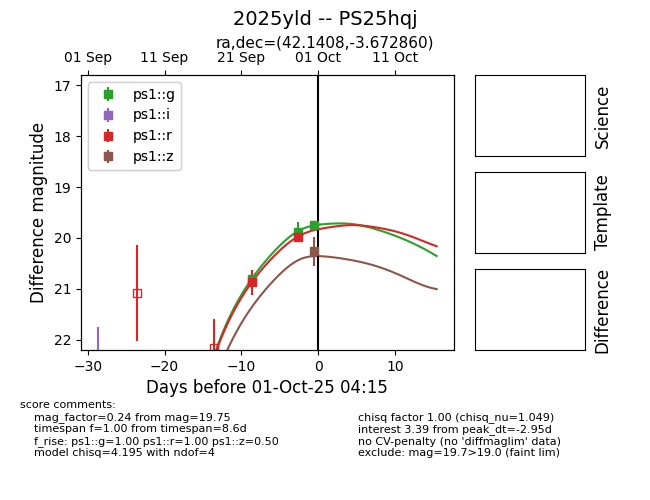 2025yld -- PS25hqj
ra,dec=(42.1408,-3.672860)
01 Sep 11 Sep 21 Sep 01 Oct 11 Oct
ps1::g
ps1::i
ps1::r
ps1::z
17
18
19
20
21
22
Difference magnitude
−30 −20 −10 0 10
Days before 01-Oct-25 04:15
Science
Template
Difference
score comments:
mag_factor=0.24 from mag=19.75
timespan f=1.00 from timespan=8.6d
f_rise: ps1::g=1.00 ps1::r=1.00 ps1::z=0.50
model chisq=4.195 with ndof=4
chisq factor 1.00 (chisq_nu=1.049)
interest 3.39 from peak_dt=-2.95d
no CV-penalty (no 'diffmaglim' data)
exclude: mag=19.7>19.0 (faint lim)